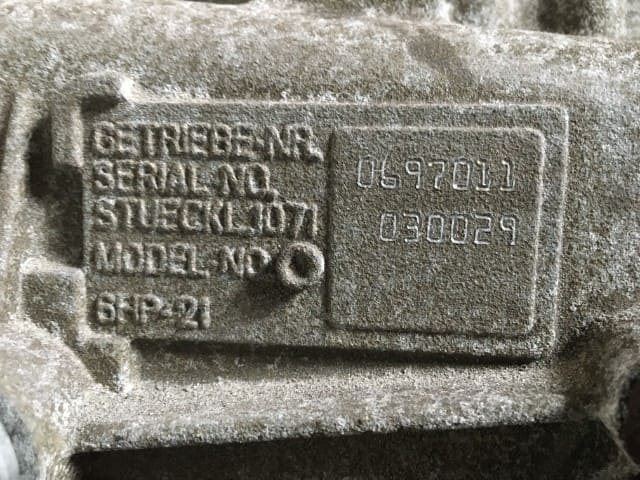 GETRIEBE-NR. 0697011
SERIAL NO.
STUECKL.1071 030029
MODEL-NO
6HP-21